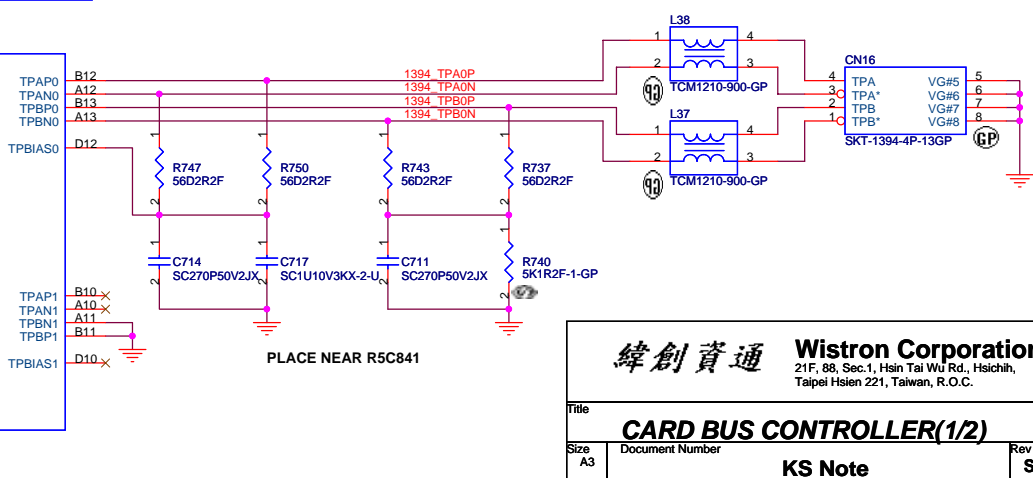 L38
1 4
2 3
TCM1210-900-GP
GP
CN16
4 TPA VG#5 5
3 TPA* VG#6 6
2 TPB VG#7 7
1 TPB* VG#8 8
SKT-1394-4P-13GP
GP
L37
1 4
2 3
TCM1210-900-GP
GP
TPAP0 B12 1394_TPA0P
TPAN0 A12 1394_TPA0N
TPBP0 B13 1394_TPB0P
TPBN0 A13 1394_TPB0N
TPBIAS0 D12
1 1 1 1
R747 R750 R743 R737
56D2R2F 56D2R2F 56D2R2F 56D2R2F
2 2 2 2
1 1 1 1
C714 C717 C711 R740
SC270P50V2JX SC1U10V3KX-2-U SC270P50V2JX 5K1R2F-1-GP
2 2 2 2
TPAP1 B10
TPAN1 A10
TPBN1 A11
TPBP1 B11
TPBIAS1 D10
PLACE NEAR R5C841
緯創資通
Wistron Corporation
21F, 88, Sec.1, Hsin Tai Wu Rd., Hsichih,
Taipei Hsien 221, Taiwan, R.O.C.
Title
CARD BUS CONTROLLER(1/2)
Size Document Number Rev
A3 KS Note S